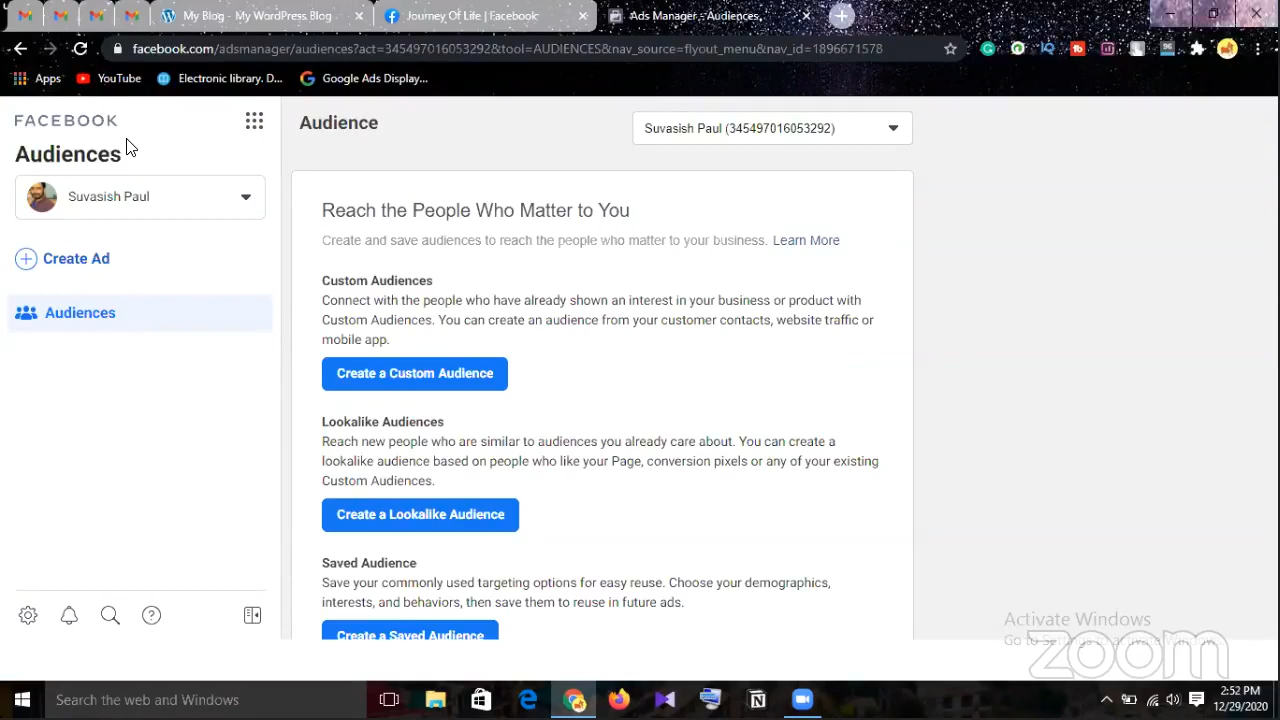 My Blog - My WordPress Blog
Journey Of Life | Facebook
Ads Manager - Audiences
facebook.com/adsmanager/audiences?act=345497016053292&tool=AUDIENCES&nav_source=flyout_menu&nav_id=1896671578
Apps
YouTube
Electronic library. D...
Google Ads Display...
FACEBOOK
Audiences
Suvasish Paul
Create Ad
Audiences
Audience
Suvasish Paul (345497016053292)
Reach the People Who Matter to You
Create and save audiences to reach the people who matter to your business. Learn More
Custom Audiences
Connect with the people who have already shown an interest in your business or product with
Custom Audiences. You can create an audience from your customer contacts, website traffic or
mobile app.
Create a Custom Audience
Lookalike Audiences
Reach new people who are similar to audiences you already care about. You can create a
lookalike audience based on people who like your Page, conversion pixels or any of your existing
Custom Audiences.
Create a Lookalike Audience
Saved Audience
Save your commonly used targeting options for easy reuse. Choose your demographics,
interests, and behaviors, then save them to reuse in future ads.
Create a Saved Audience
Activate Windows
Go to Settings to activate Windows.
zoom
Search the web and Windows
2:52 PM
12/29/2020